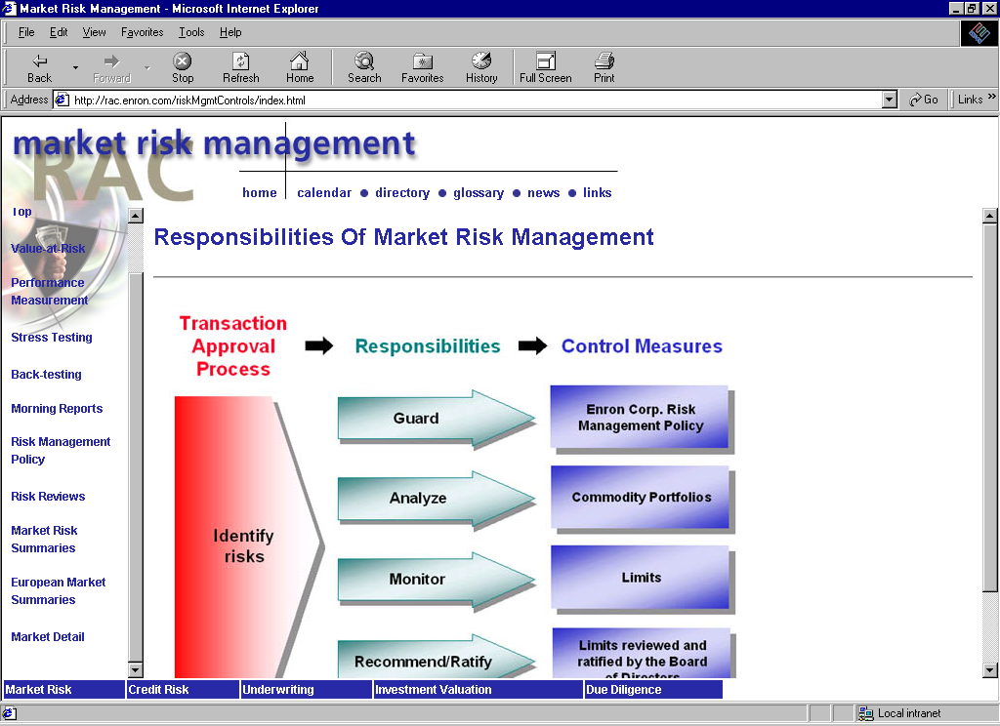 Market Risk Management - Microsoft Internet Explorer
File Edit View Favorites Tools Help
Back Forward Stop Refresh Home Search Favorites History Full Screen Print
Address http://rac.enron.com/riskMgmtControls/index.html Go Links »
market risk management
RAC
home calendar ● directory ● glossary ● news ● links
Top
Value-at-Risk
Performance
Measurement
Stress Testing
Back-testing
Morning Reports
Risk Management
Policy
Risk Reviews
Market Risk
Summaries
European Market
Summaries
Market Detail
Responsibilities Of Market Risk Management
Transaction
Approval
Process
Responsibilities
Control Measures
Identify
risks
Guard
Enron Corp. Risk
Management Policy
Analyze
Commodity Portfolios
Monitor
Limits
Recommend/Ratify
Limits reviewed and
ratified by the Board
of Directors
Market Risk Credit Risk Underwriting Investment Valuation Due Diligence
Local intranet